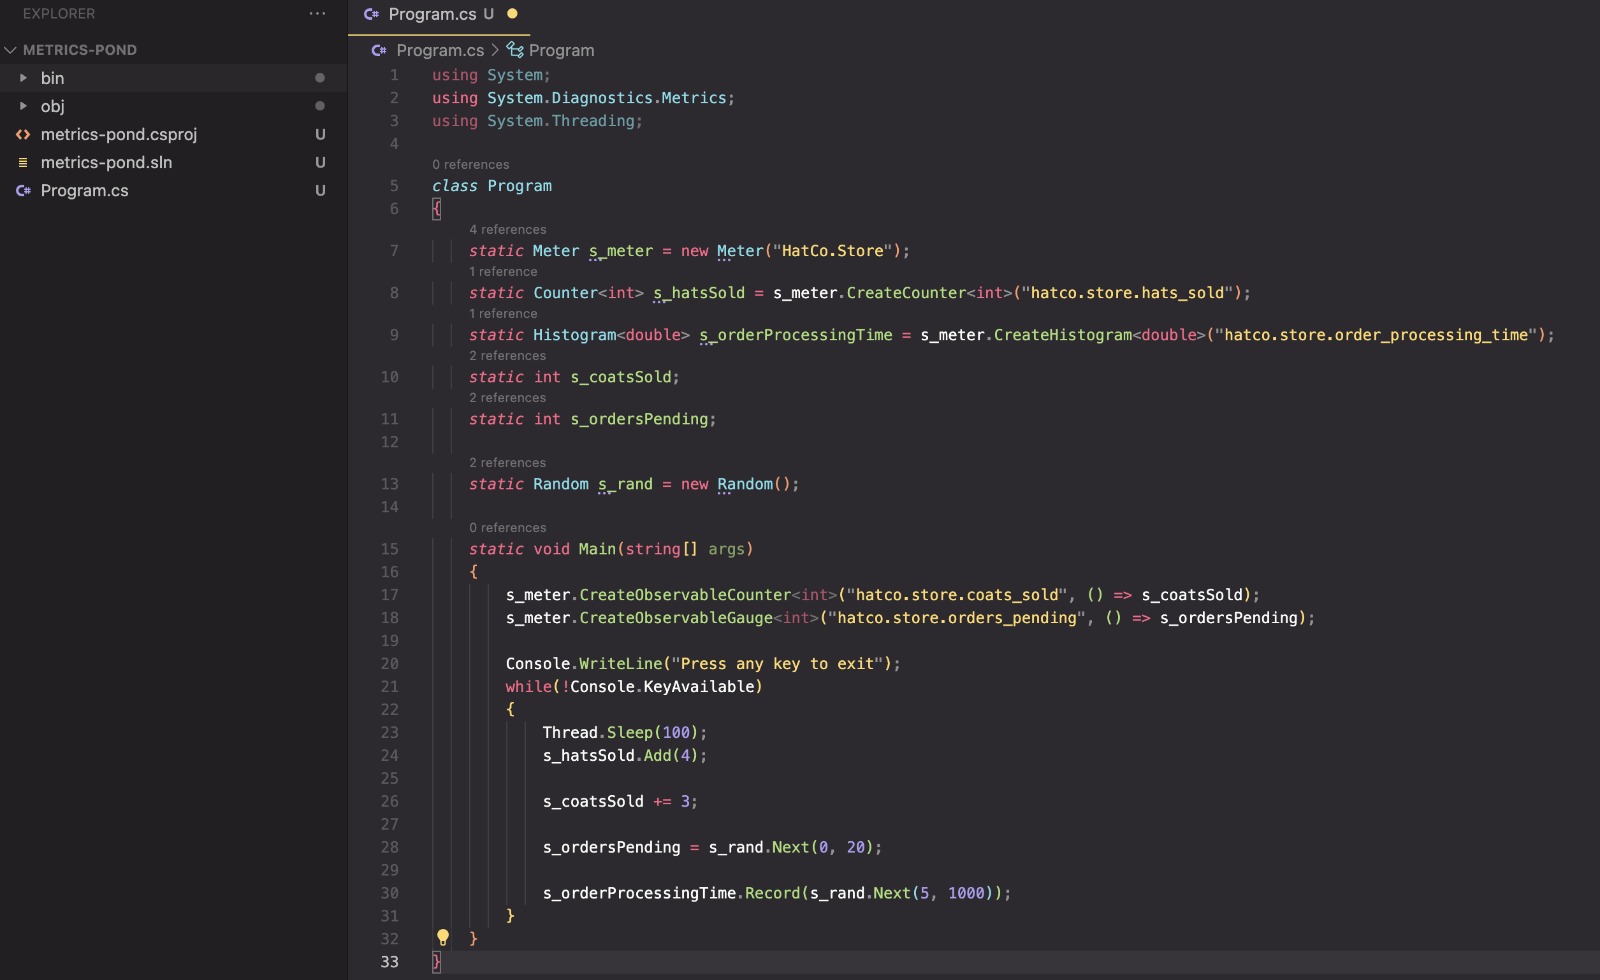 EXPLORER ...
METRICS-POND
bin
obj
metrics-pond.csproj U
metrics-pond.sln U
Program.cs U
C# Program.cs U
C# Program.cs > Program
1 using System;
2 using System.Diagnostics.Metrics;
3 using System.Threading;
4
0 references
5 class Program
6 {
4 references
7 static Meter s_meter = new Meter("HatCo.Store");
1 reference
8 static Counter<int> s_hatsSold = s_meter.CreateCounter<int>("hatco.store.hats_sold");
1 reference
9 static Histogram<double> s_orderProcessingTime = s_meter.CreateHistogram<double>("hatco.store.order_processing_time");
2 references
10 static int s_coatsSold;
2 references
11 static int s_ordersPending;
12
2 references
13 static Random s_rand = new Random();
14
0 references
15 static void Main(string[] args)
16 {
17 s_meter.CreateObservableCounter<int>("hatco.store.coats_sold", () => s_coatsSold);
18 s_meter.CreateObservableGauge<int>("hatco.store.orders_pending", () => s_ordersPending);
19
20 Console.WriteLine("Press any key to exit");
21 while(!Console.KeyAvailable)
22 {
23 Thread.Sleep(100);
24 s_hatsSold.Add(4);
25
26 s_coatsSold += 3;
27
28 s_ordersPending = s_rand.Next(0, 20);
29
30 s_orderProcessingTime.Record(s_rand.Next(5, 1000));
31 }
32 }
33 }